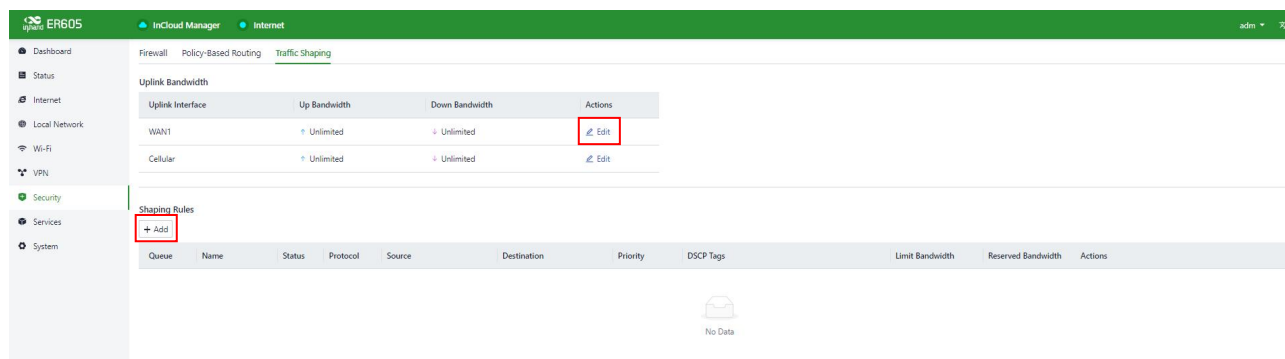 inhand ER605 InCloud Manager Internet adm
Dashboard
Status
Internet
Local Network
Wi-Fi
VPN
Security
Services
System
Firewall Policy-Based Routing Traffic Shaping
Uplink Bandwidth
Uplink Interface Up Bandwidth Down Bandwidth Actions
WAN1 ↑ Unlimited ↓ Unlimited Edit
Cellular ↑ Unlimited ↓ Unlimited Edit
Shaping Rules
+ Add
Queue Name Status Protocol Source Destination Priority DSCP Tags Limit Bandwidth Reserved Bandwidth Actions
No Data